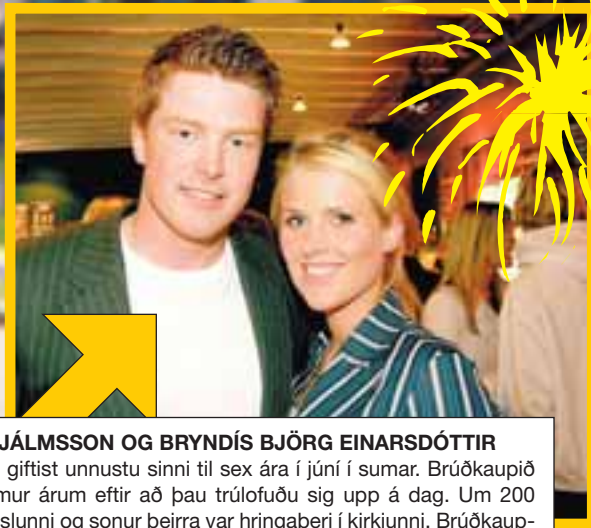 JÁLMSSON OG BRYNDÍS BJÖRG EINARSDÓTTIR
giftist unnustu sinni til sex ára í júní í sumar. Brúðkaupið
mur árum eftir að þau trúlofuðu sig upp á dag. Um 200
slunni og sonur þeirra var hringaberi í kirkjunni. Brúðkaup-